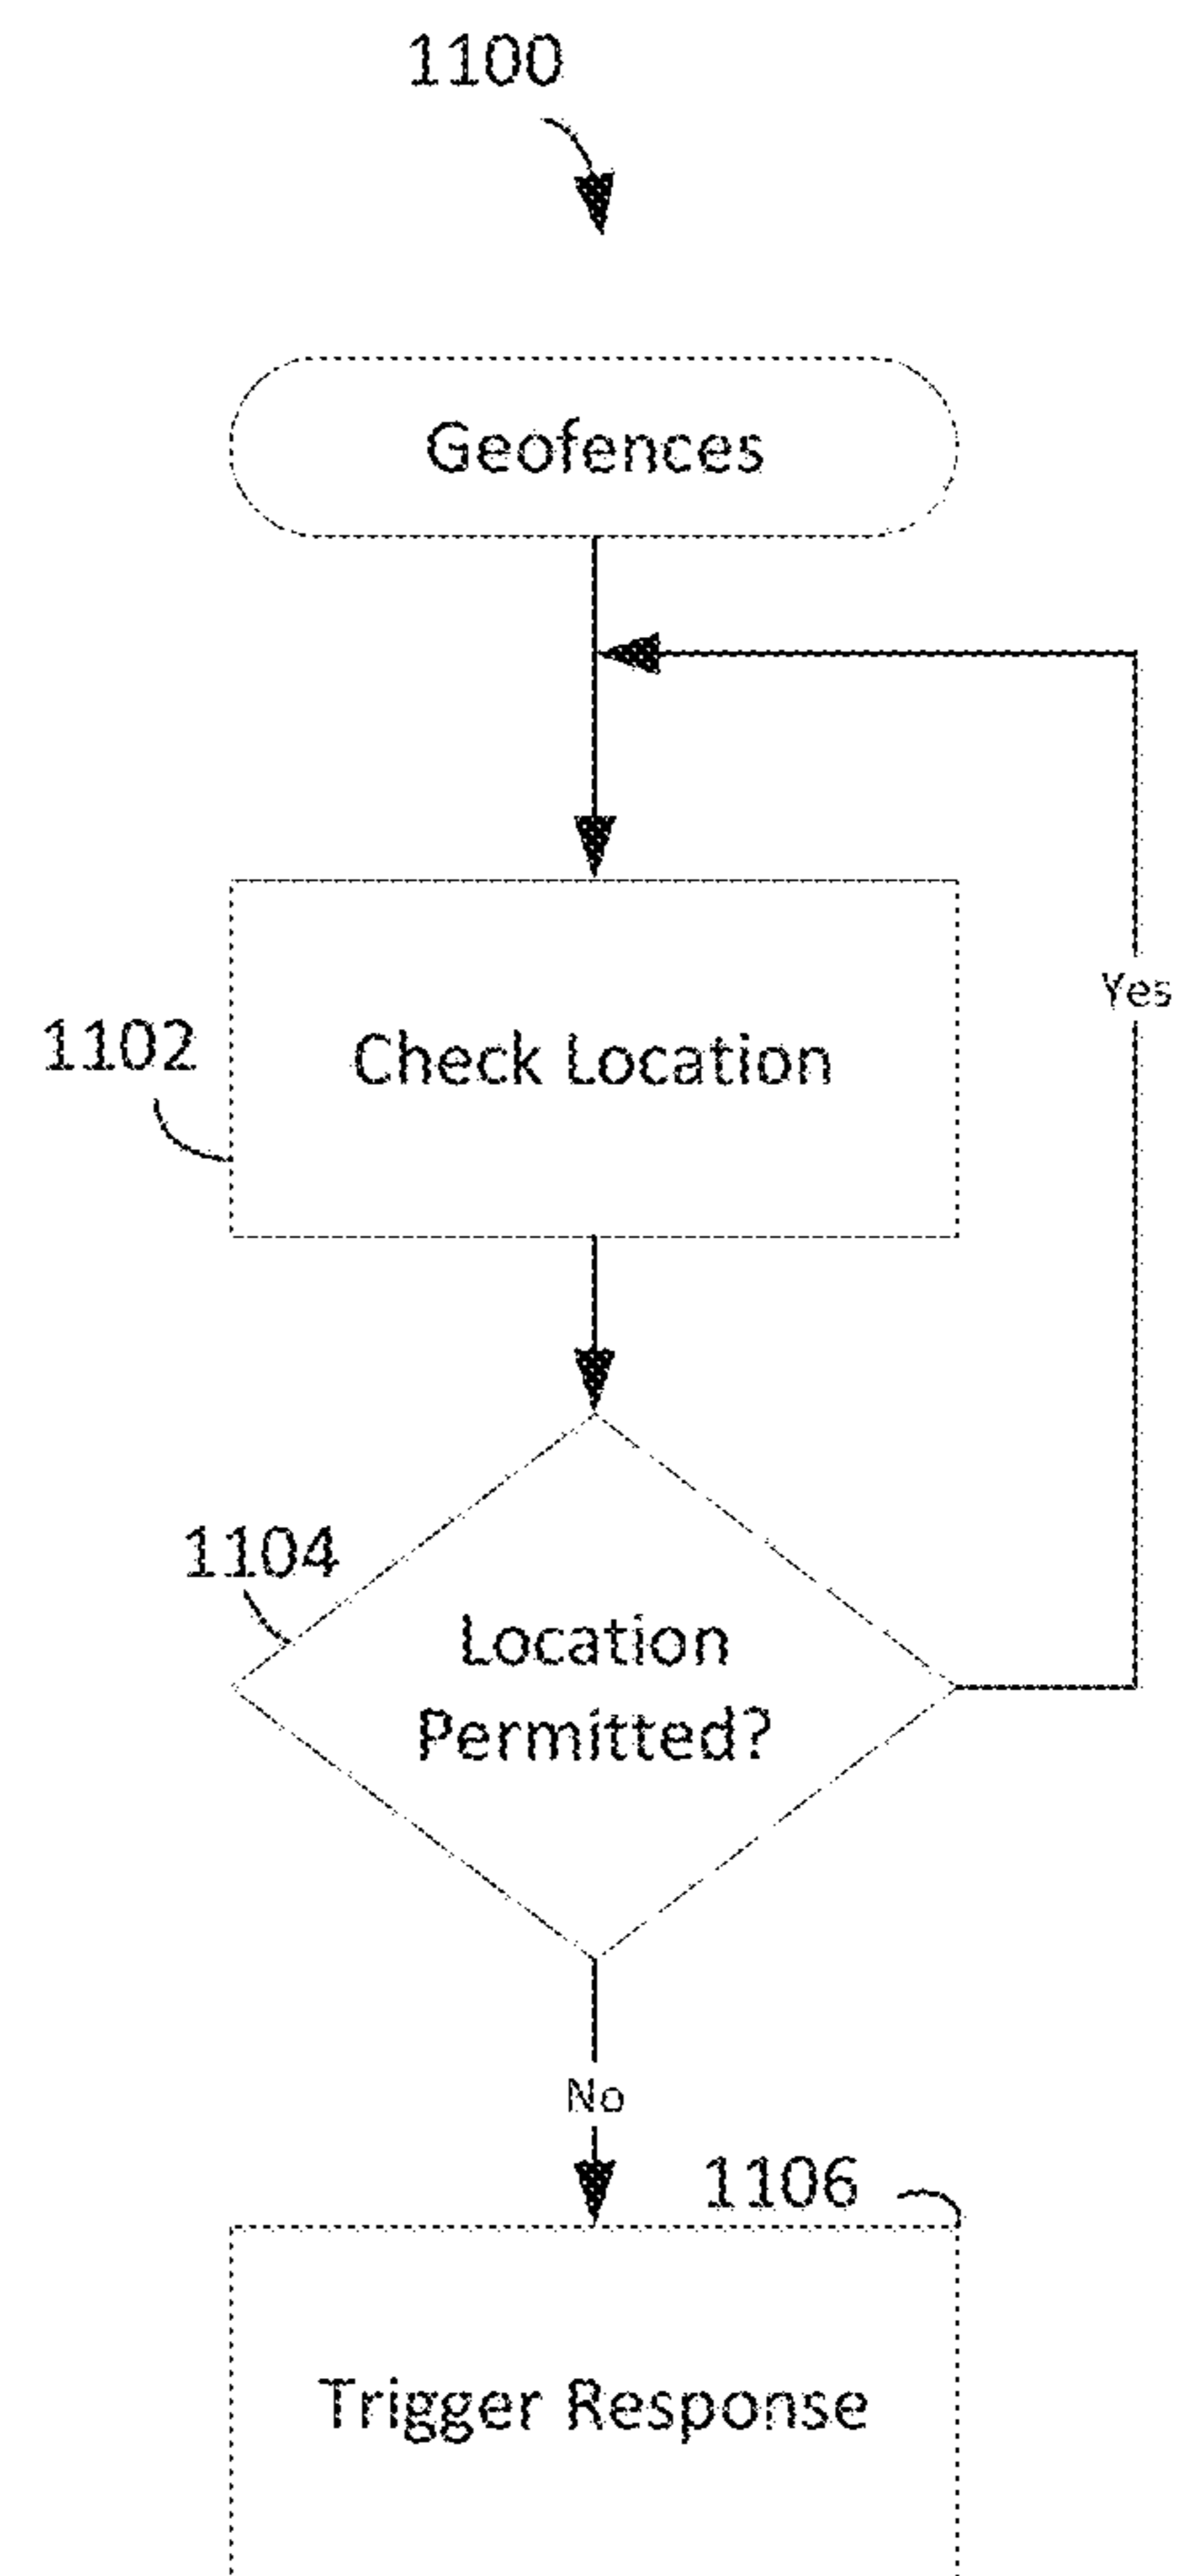 1100
Geofences
Yes
1102
Check Location
1104
Location
Permitted?
No
1106
Trigger Response